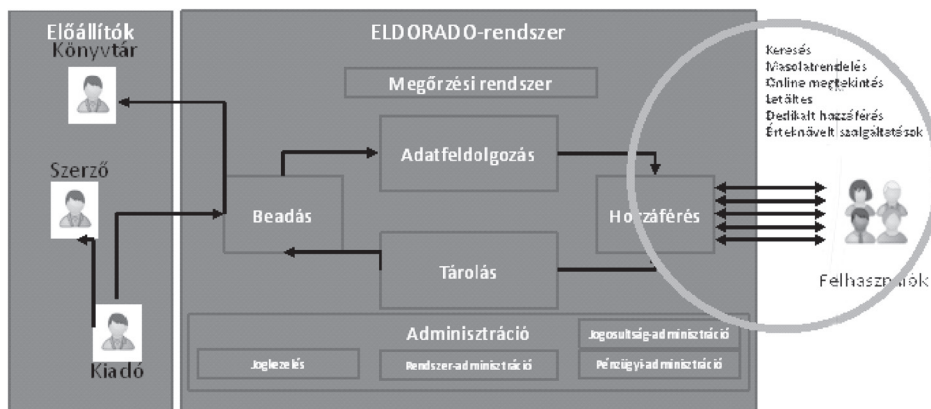 Előállítók
Könyvtár
Szerző
Kiadó
ELDORADO-rendszer
Megőrzési rendszer
Adatfeldolgozás
Beadás
Hozzáférés
Tárolás
Adminisztráció
Jogkezelés
Rendszer-adminisztráció
Jogosultság-adminisztráció
Pénzügyi-adminisztráció
Keresés
Másolatrendelés
Online megtekintés
Letöltés
Dedikált hozzáférés
Értéknövelt szolgáltatások
Felhasználók